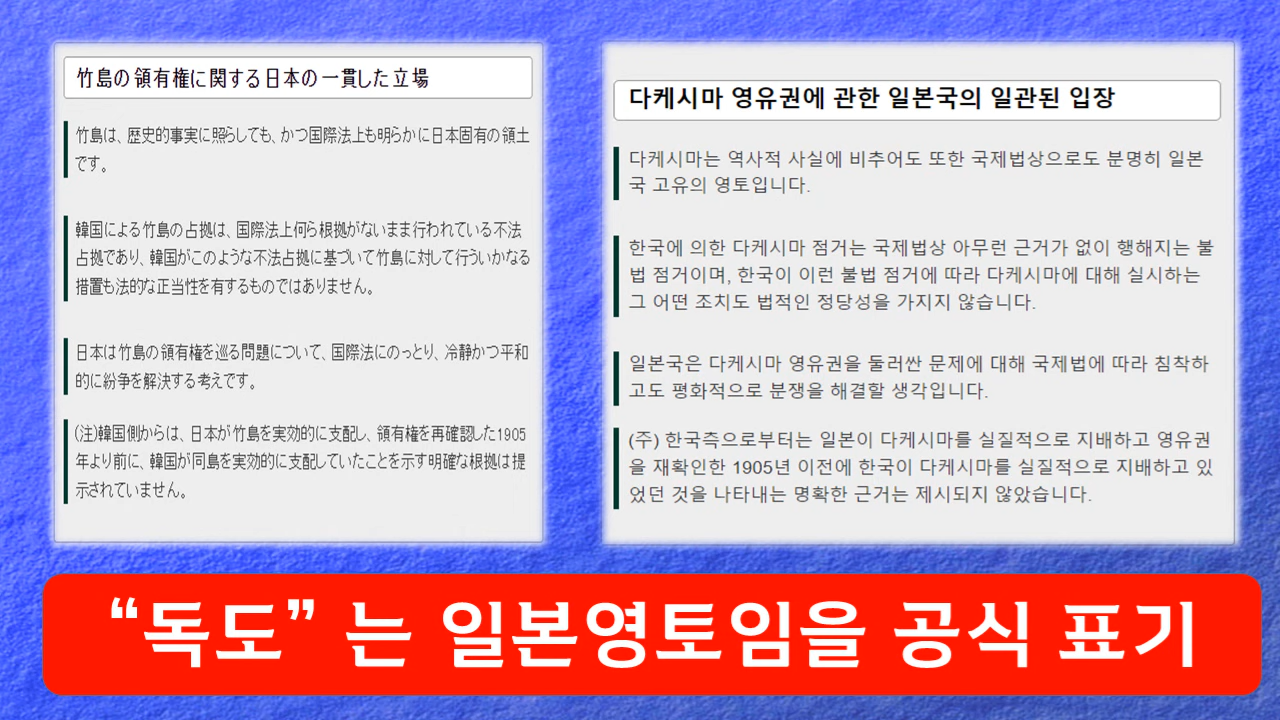 竹島の領有権に関する日本の一貫した立場
竹島は、歴史的事実に照らしても、かつ国際法上も明らかに日本固有の領土
です。
韓国による竹島の占拠は、国際法上何ら根拠がないまま行われている不法
占拠であり、韓国がこのような不法占拠に基づいて竹島に対して行ういかなる
措置も法的な正当性を有するものではありません。
日本は竹島の領有権を巡る問題について、国際法にのっとり、冷静かつ平和
的に紛争を解決する考えです。
(注)韓国側からは、日本が竹島を実効的に支配し、領有権を再確認した1905
年より前に、韓国が同島を実効的に支配していたことを示す明確な根拠は提
示されていません。
다케시마 영유권에 관한 일본국의 일관된 입장
다케시마는 역사적 사실에 비추어도 또한 국제법상으로도 분명히 일본
국 고유의 영토입니다.
한국에 의한 다케시마 점거는 국제법상 아무런 근거가 없이 행해지는 불
법 점거이며, 한국이 이런 불법 점거에 따라 다케시마에 대해 실시하는
그 어떤 조치도 법적인 정당성을 가지지 않습니다.
일본국은 다케시마 영유권을 둘러싼 문제에 대해 국제법에 따라 침착하
고도 평화적으로 분쟁을 해결할 생각입니다.
(주) 한국측으로부터는 일본이 다케시마를 실질적으로 지배하고 영유권
을 재확인한 1905년 이전에 한국이 다케시마를 실질적으로 지배하고 있
었던 것을 나타내는 명확한 근거는 제시되지 않았습니다.
“독도” 는 일본영토임을 공식 표기